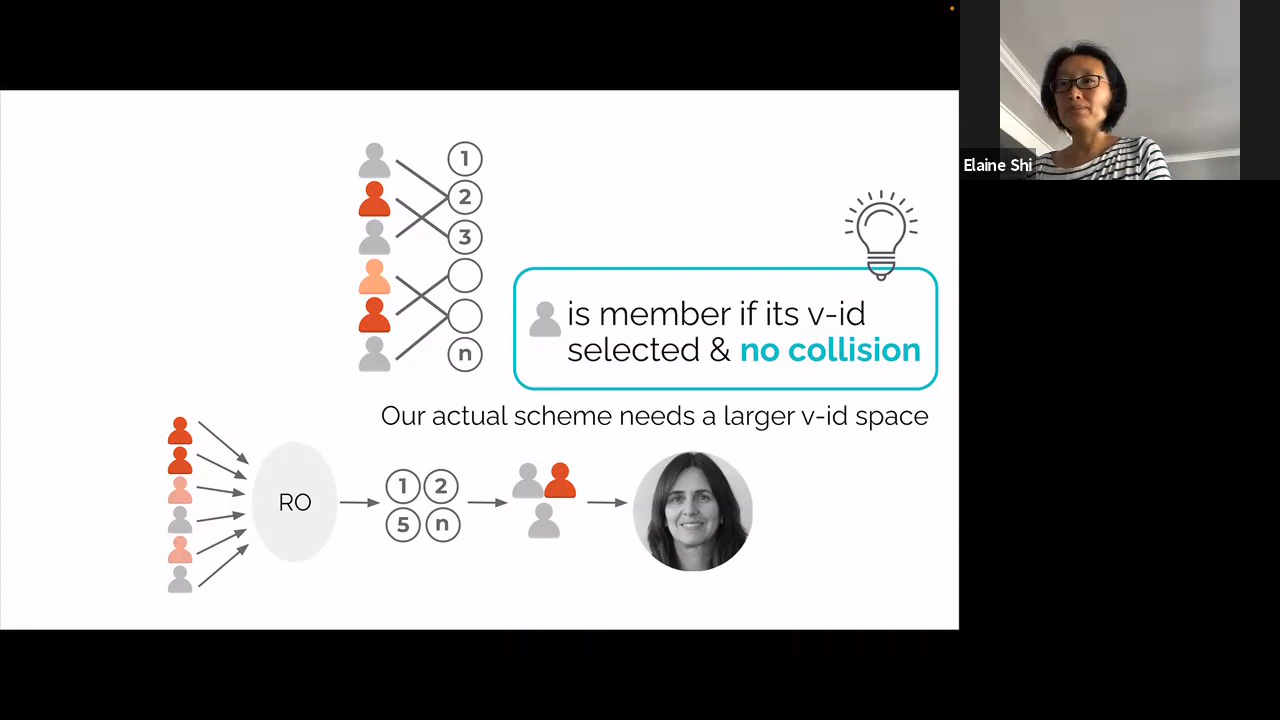 1
2
3
n
is member if its v-id
selected & no collision
Our actual scheme needs a larger v-id space
RO
1 2
5 n
Elaine Shi